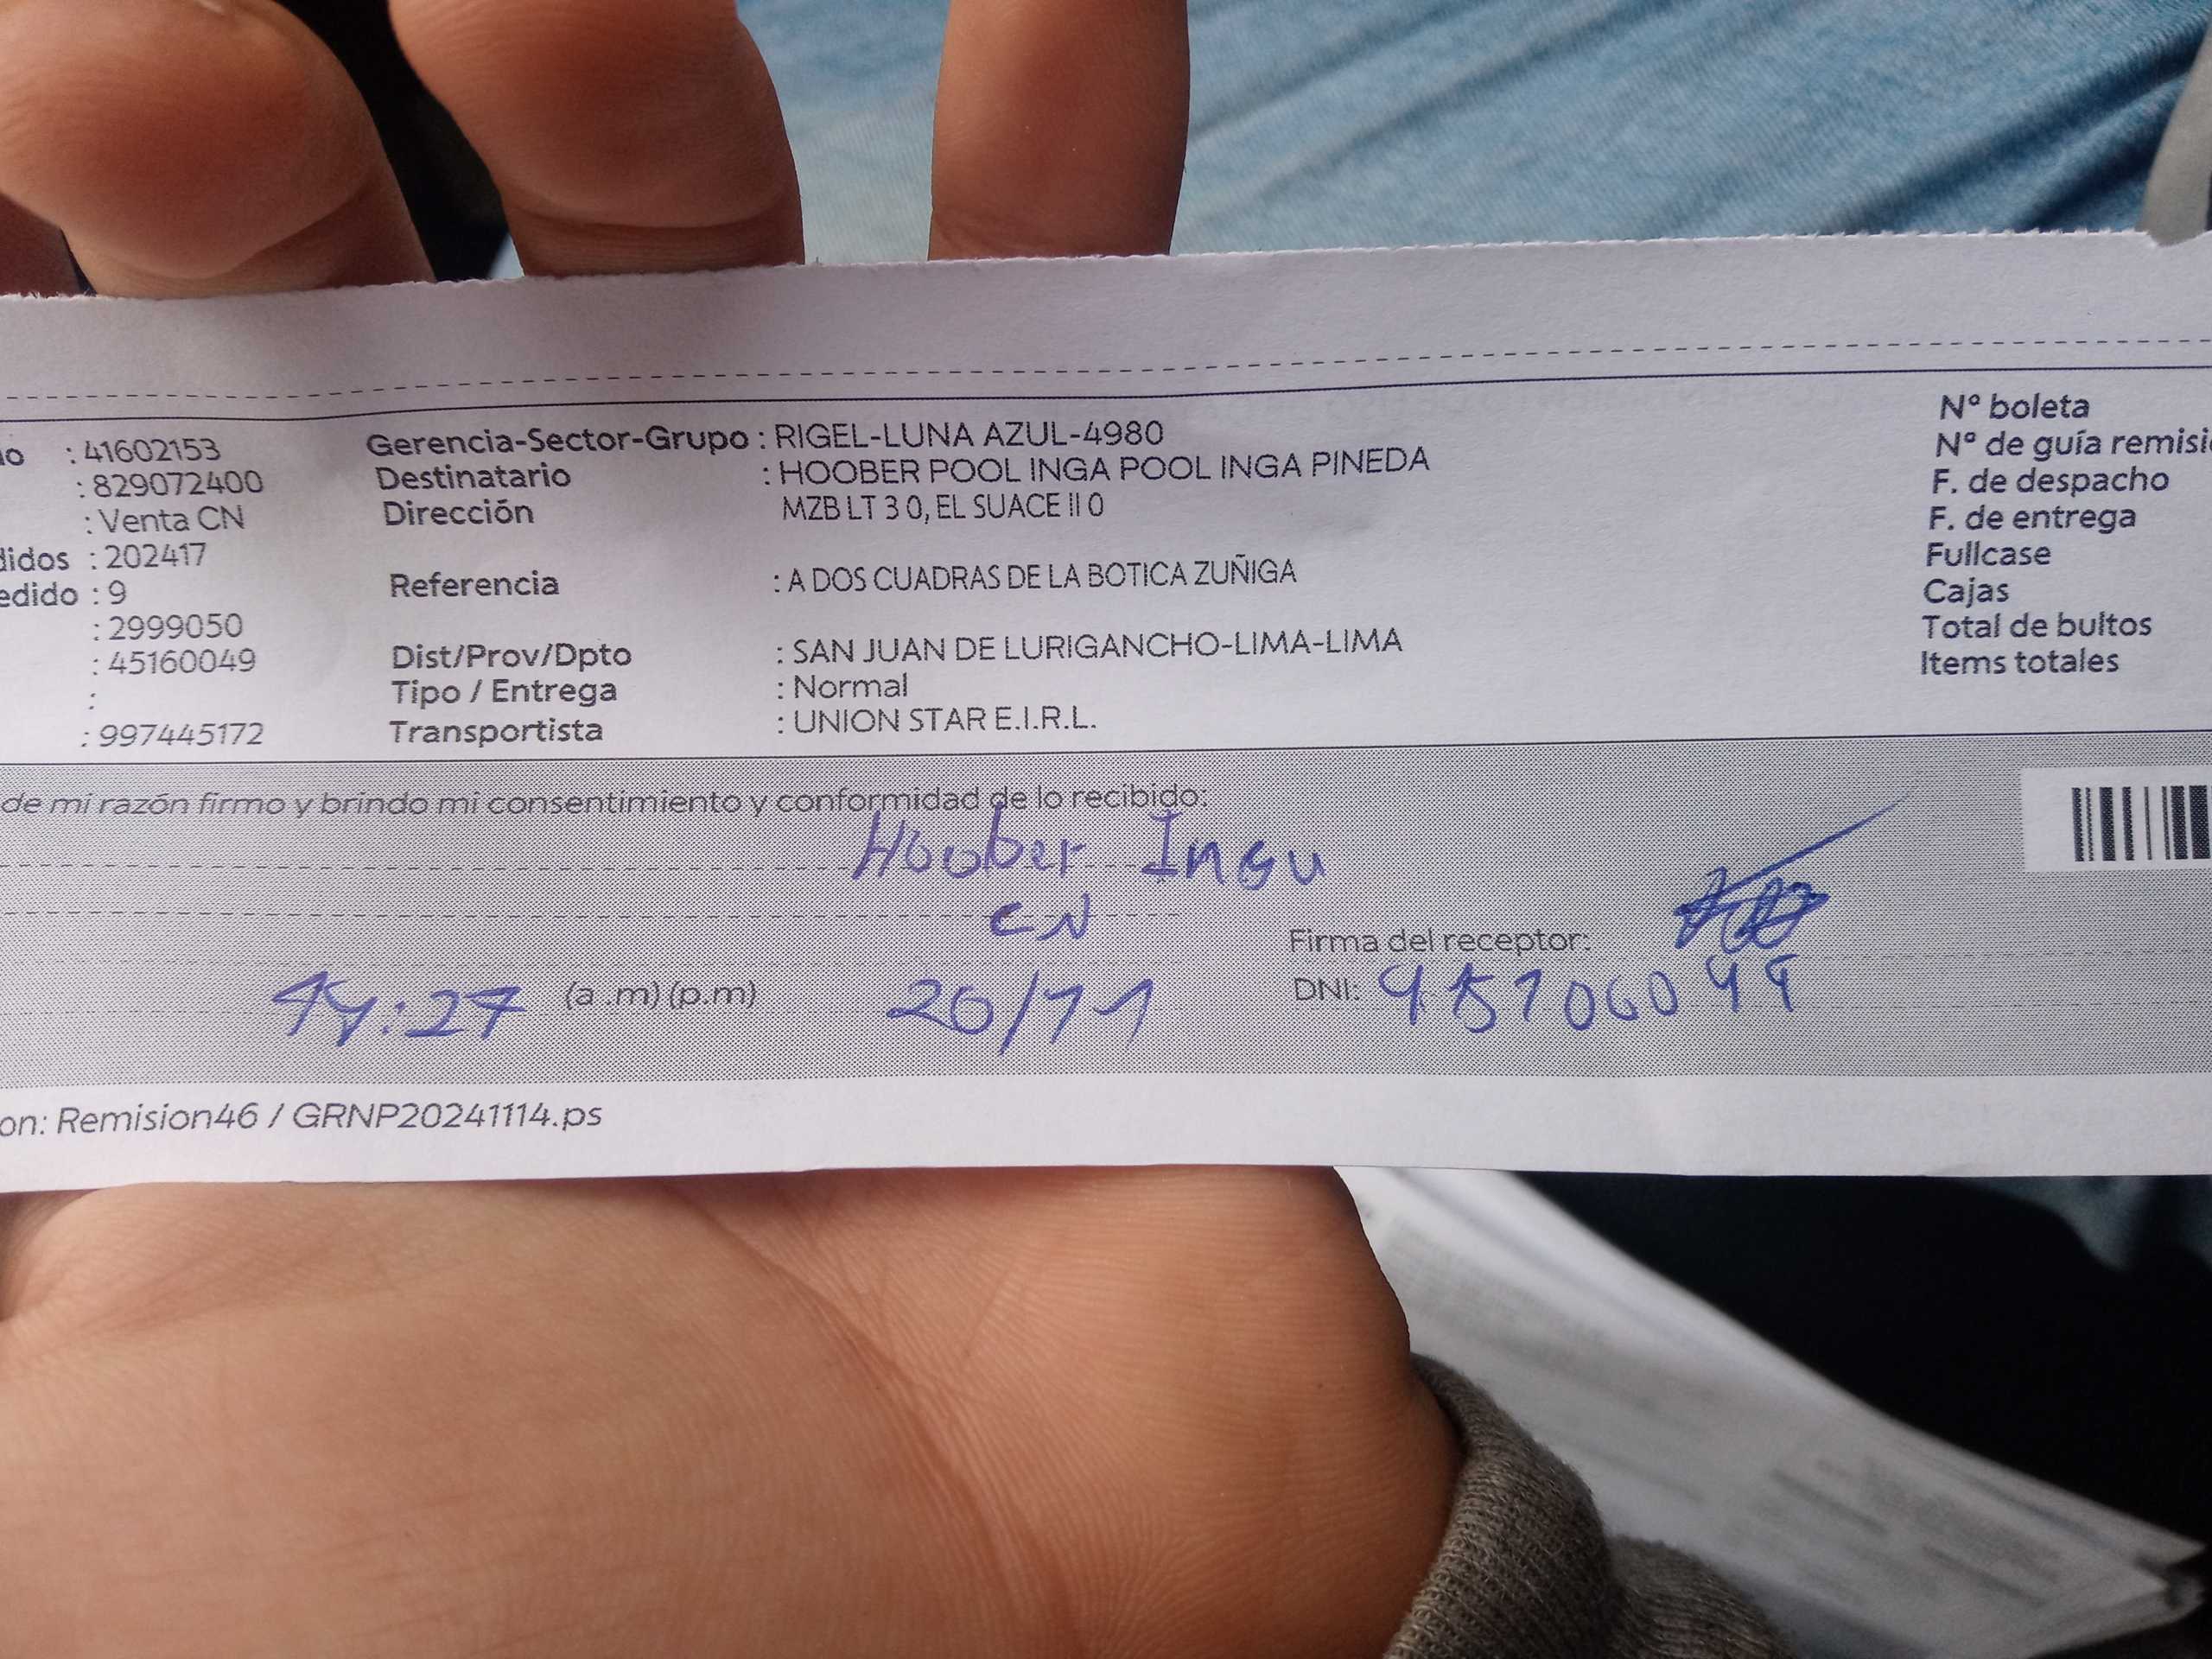 : 41602153 Gerencia-Sector-Grupo : RIGEL-LUNA AZUL-4980 Nº boleta
: 829072400 Destinatario : HOOBER POOL INGA POOL INGA PINEDA Nº de guía remisi
: Venta CN Dirección MZB LT 3 0, EL SUACE II 0 F. de despacho
didos : 202417 F. de entrega
edido : 9 Referencia : A DOS CUADRAS DE LA BOTICA ZUÑIGA Fullcase
: 2999050 Cajas
: 45160049 Dist/Prov/Dpto : SAN JUAN DE LURIGANCHO-LIMA-LIMA Total de bultos
: Tipo / Entrega : Normal Items totales
: 997445172 Transportista : UNION STAR E.I.R.L.
de mi razón firmo y brindo mi consentimiento y conformidad de lo recibido:
Hoober Inga
CN
Firma del receptor:
14:27 (a .m) (p.m) 20/11 DNI:
on: Remision46 / GRNP20241114.ps